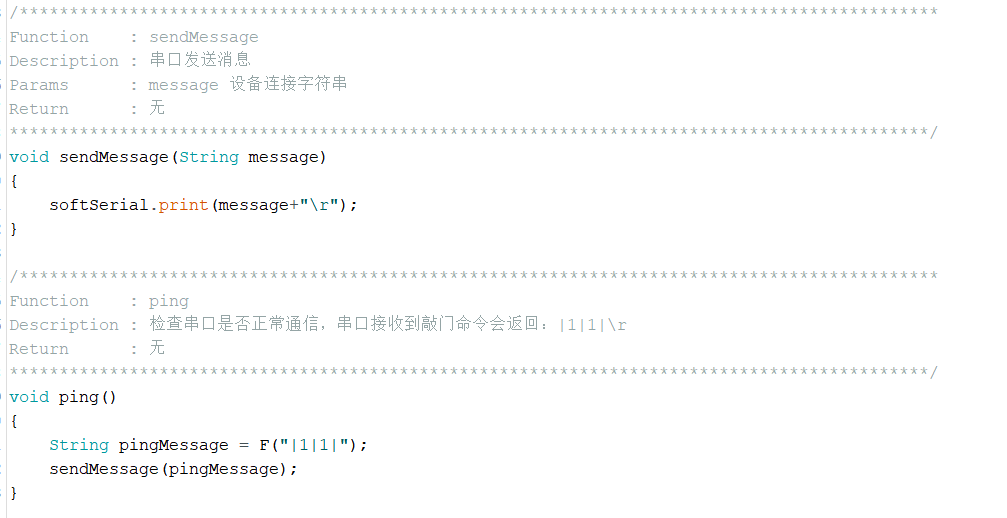 /********************************************************************************************
Function    : sendMessage
Description : 串口发送消息
Params      : message 设备连接字符串
Return      : 无
********************************************************************************************/
void sendMessage(String message)
{
    softSerial.print(message+"\r");
}
/********************************************************************************************
Function    : ping
Description : 检查串口是否正常通信，串口接收到敲门命令会返回：|1|1|\r
Return      : 无
********************************************************************************************/
void ping()
{
    String pingMessage = F("|1|1|");
    sendMessage(pingMessage);
}